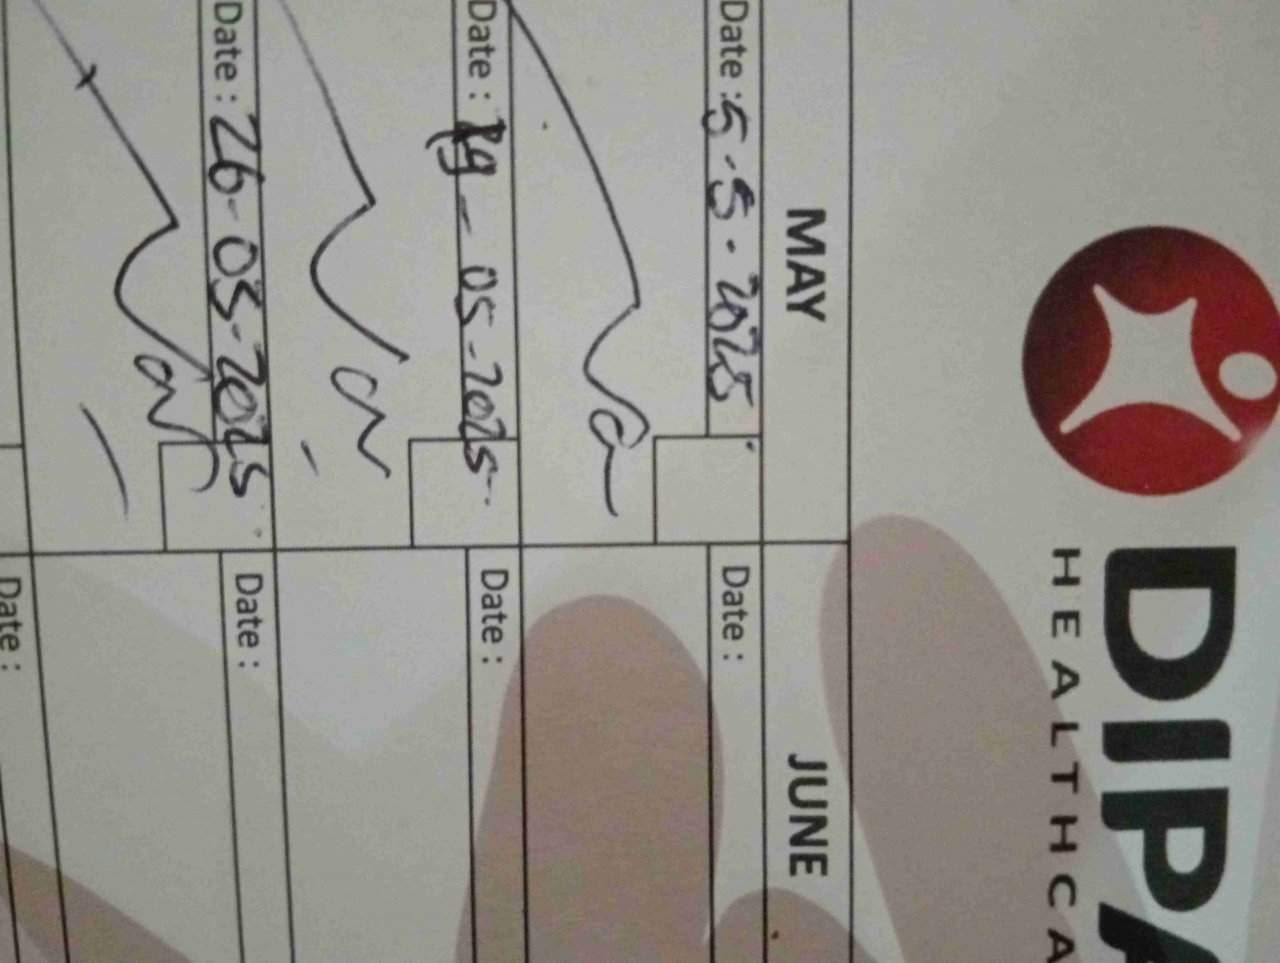 DIPA
HEALTHCA
MAY JUNE
Date : 5.5.2025 Date :
Date : 19-05-2025 Date :
Date : 26-05-2025 Date :
Date :